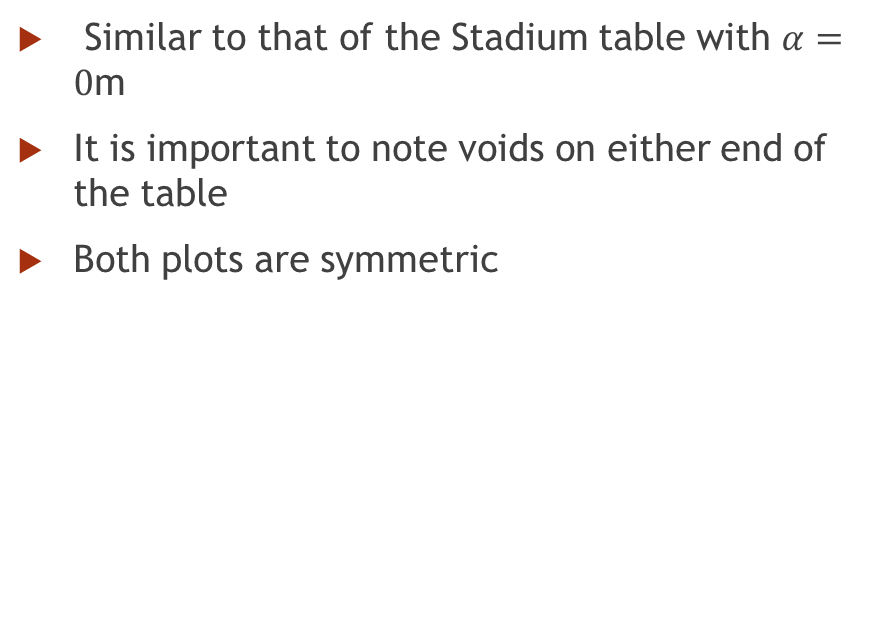 Similar to that of the Stadium table with 𝛼 =
0m
It is important to note voids on either end of
the table
Both plots are symmetric